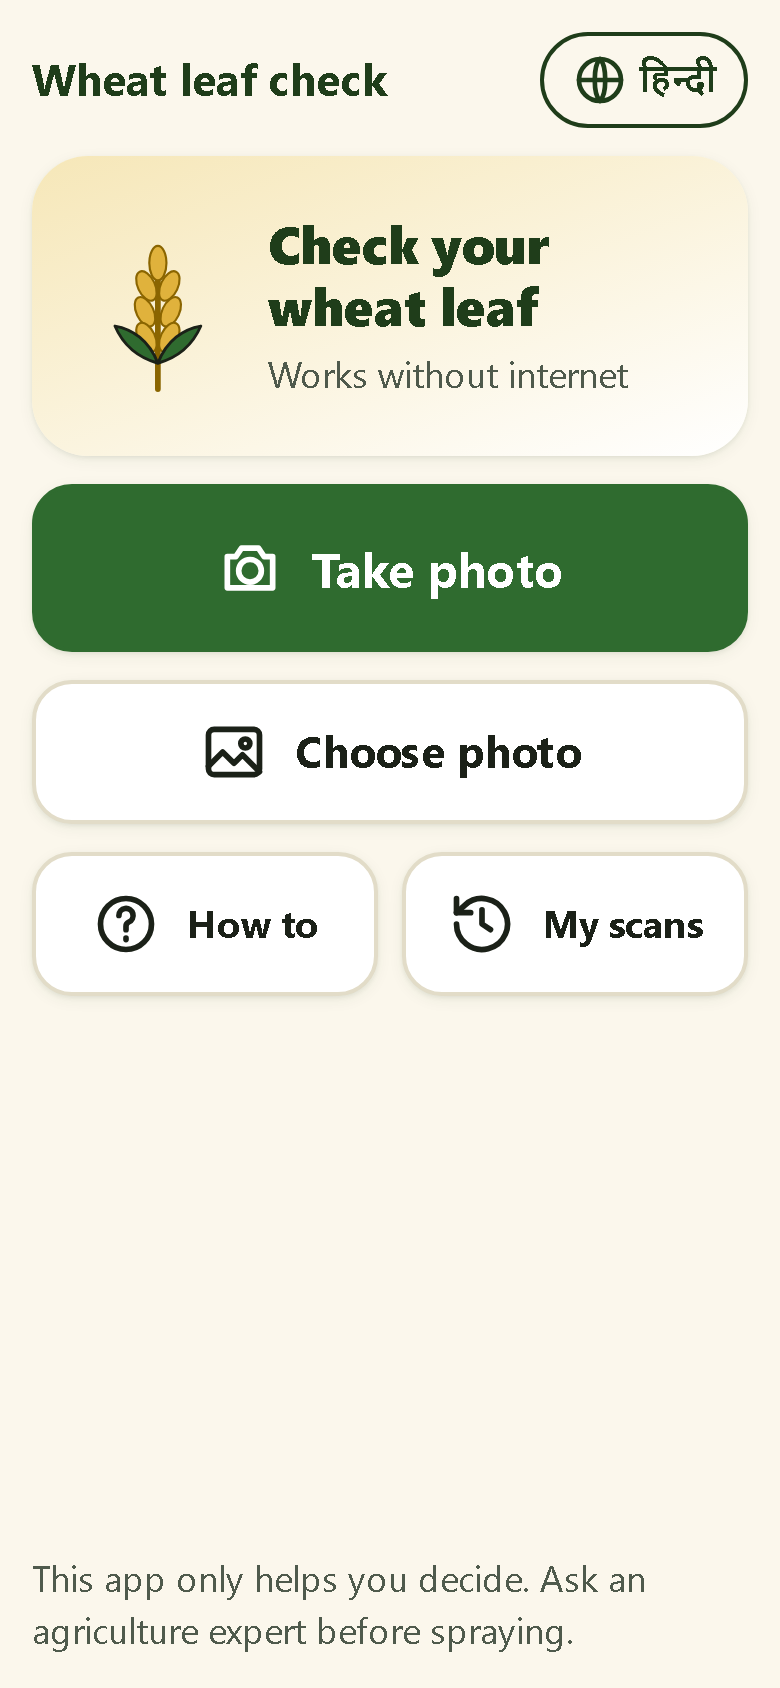 Wheat leaf check
हिन्दी
Check your
wheat leaf
Works without internet
Take photo
Choose photo
How to
My scans
This app only helps you decide. Ask an
agriculture expert before spraying.